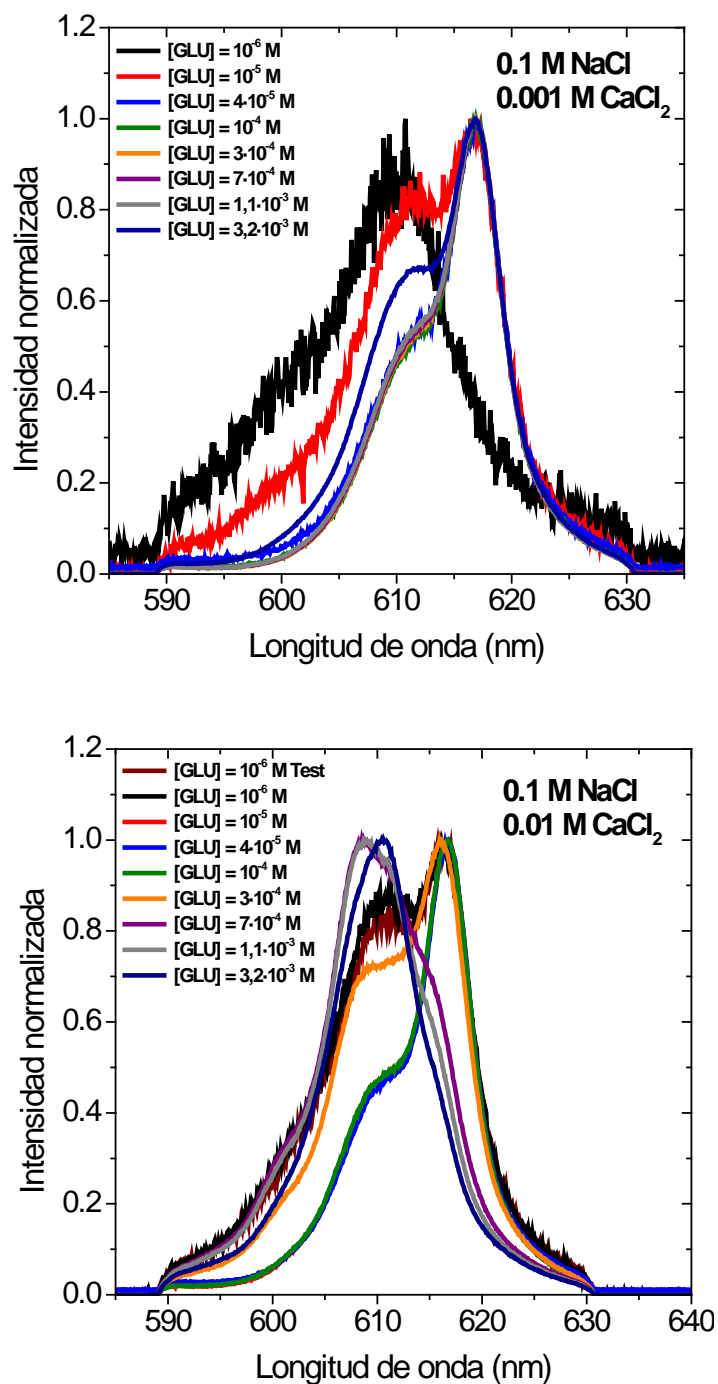 1.2
1.0
0.8
0.6
0.4
0.2
0.0
Intensidad normalizada
[GLU] = 10⁻⁶ M
[GLU] = 10⁻⁵ M
[GLU] = 4·10⁻⁵ M
[GLU] = 10⁻⁴ M
[GLU] = 3·10⁻⁴ M
[GLU] = 7·10⁻⁴ M
[GLU] = 1,1·10⁻³ M
[GLU] = 3,2·10⁻³ M
0.1 M NaCl
0.001 M CaCl₂
590 600 610 620 630
Longitud de onda (nm)
1.2
1.0
0.8
0.6
0.4
0.2
0.0
Intensidad normalizada
[GLU] = 10⁻⁶ M Test
[GLU] = 10⁻⁶ M
[GLU] = 10⁻⁵ M
[GLU] = 4·10⁻⁵ M
[GLU] = 10⁻⁴ M
[GLU] = 3·10⁻⁴ M
[GLU] = 7·10⁻⁴ M
[GLU] = 1,1·10⁻³ M
[GLU] = 3,2·10⁻³ M
0.1 M NaCl
0.01 M CaCl₂
590 600 610 620 630 640
Longitud de onda (nm)